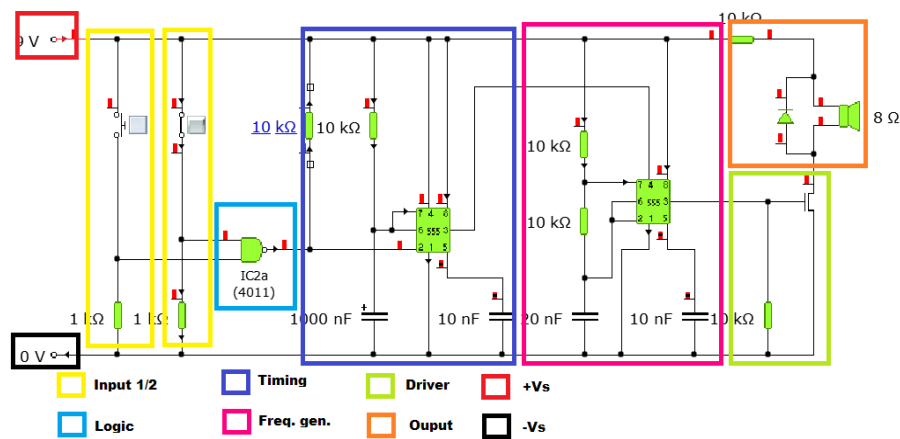 10 kΩ
9 V
10 kΩ 10 kΩ
8 Ω
10 kΩ
7 4 8
6 555 3
2 1 5
7 4 8
6 555 3
2 1 5
10 kΩ
IC2a
(4011)
1 kΩ 1 kΩ 1000 nF + 10 nF 20 nF 10 nF 10 kΩ
0 V
Input 1/2 Timing Driver +Vs
Logic Freq. gen. Ouput -Vs